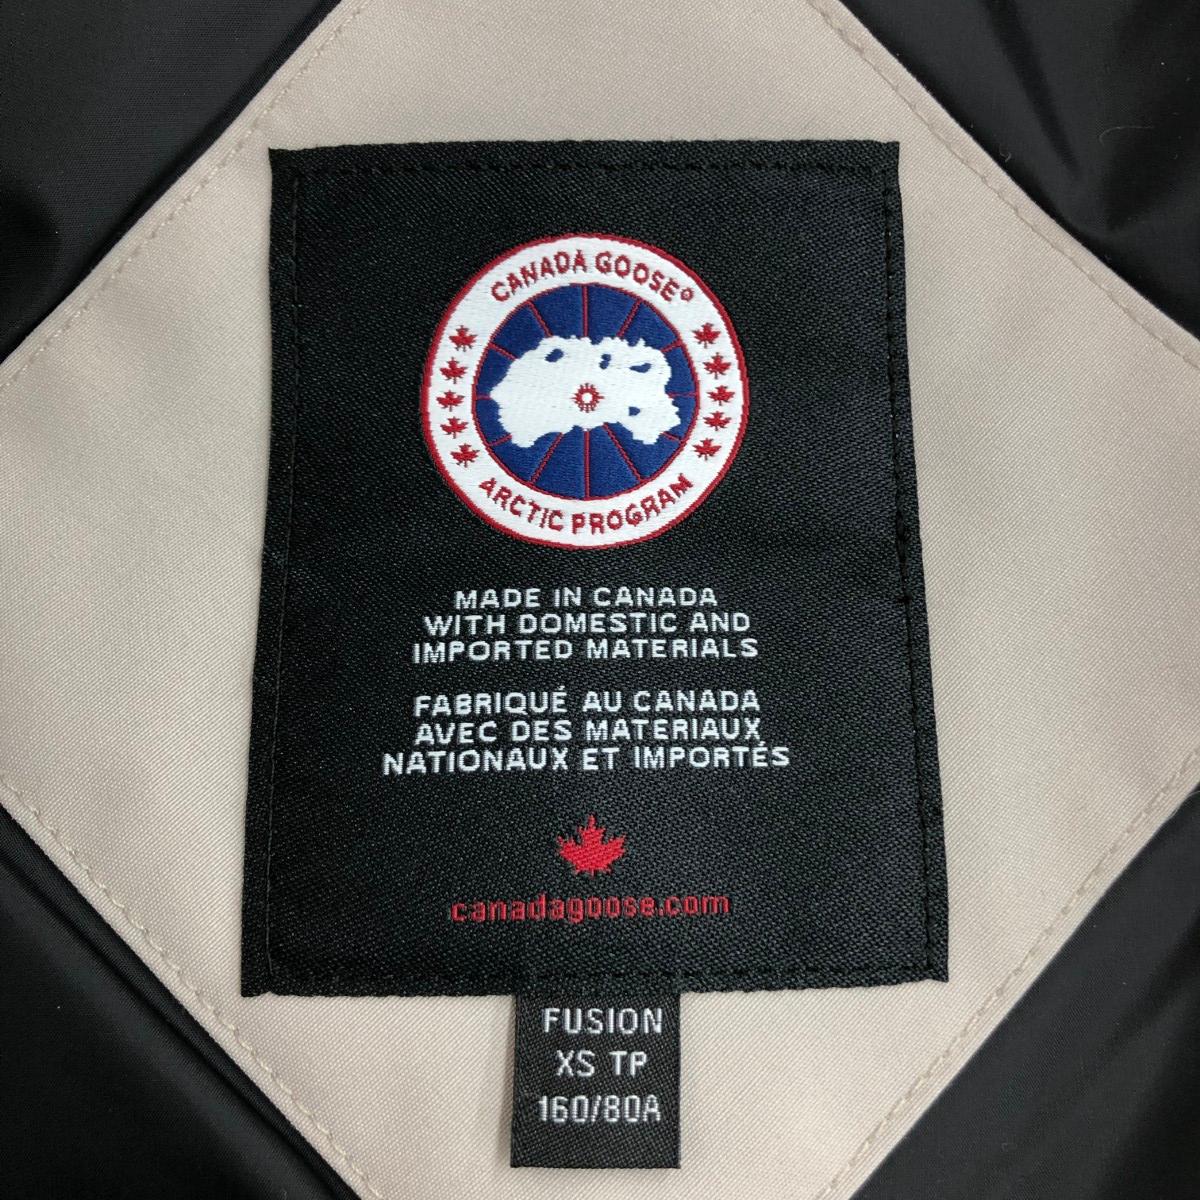 CANADA GOOSE®
ARCTIC PROGRAM
MADE IN CANADA
WITH DOMESTIC AND
IMPORTED MATERIALS
FABRIQUÉ AU CANADA
AVEC DES MATERIAUX
NATIONAUX ET IMPORTÉS
canadagoose.com
FUSION
XS TP
160/80A